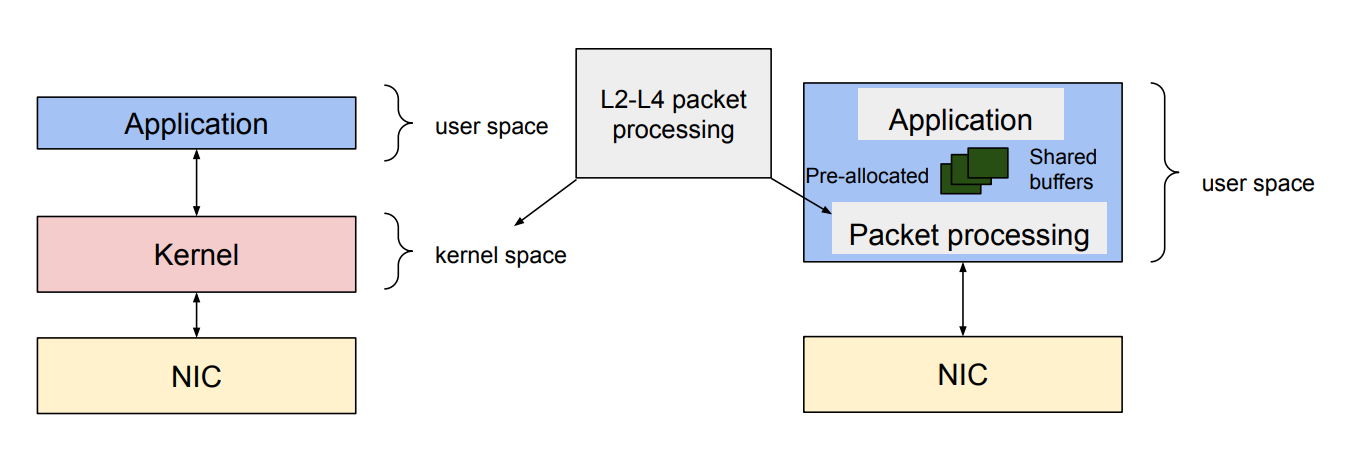 Application
user space
Kernel
kernel space
NIC
L2-L4 packet
processing
Application
Pre-allocated
Shared
buffers
Packet processing
user space
NIC